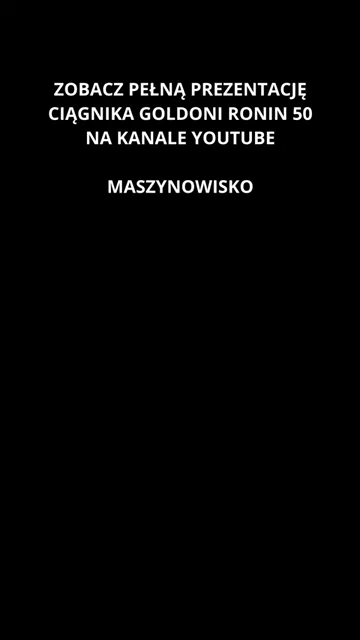 ZOBACZ PEŁNĄ PREZENTACJĘ
CIĄGNIKA GOLDONI RONIN 50
NA KANALE YOUTUBE
MASZYNOWISKO